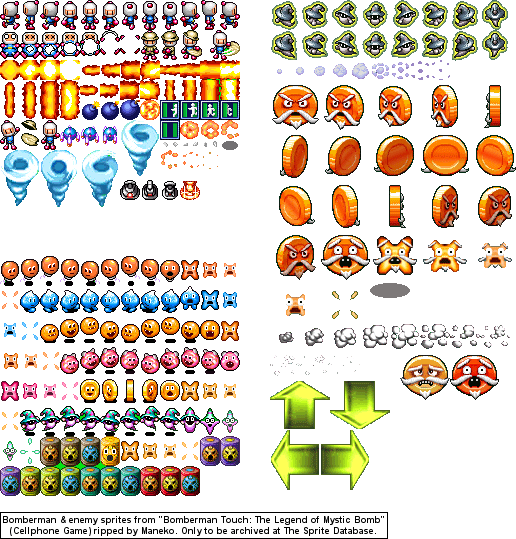 Bomberman & enemy sprites from "Bomberman Touch: The Legend of Mystic Bomb"
(Cellphone Game) ripped by Maneko. Only to be archived at The Sprite Database.